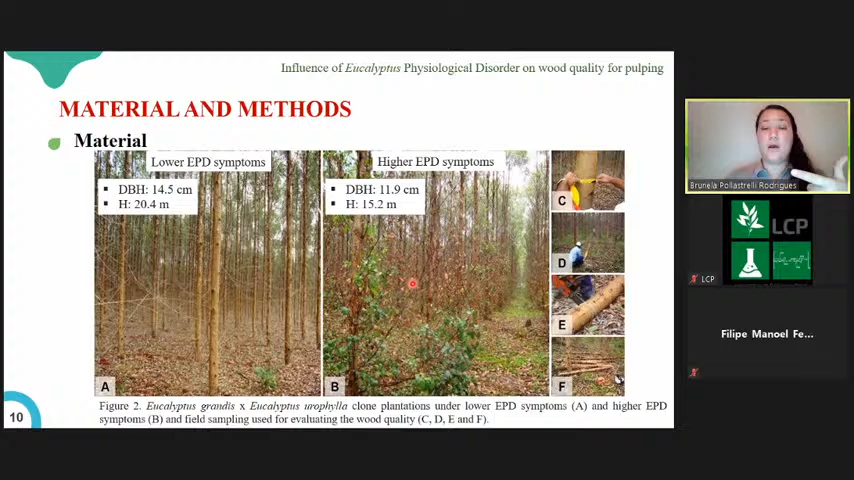 Influence of Eucalyptus Physiological Disorder on wood quality for pulping
MATERIAL AND METHODS
Material
Lower EPD symptoms
DBH: 14.5 cm
H: 20.4 m
A
Higher EPD symptoms
DBH: 11.9 cm
H: 15.2 m
B
C
D
E
F
Figure 2. Eucalyptus grandis x Eucalyptus urophylla clone plantations under lower EPD symptoms (A) and higher EPD
symptoms (B) and field sampling used for evaluating the wood quality (C, D, E and F).
10
Brunela Pollastrelli Rodrigues
LCP
LCP
Filipe Manoel Fe...